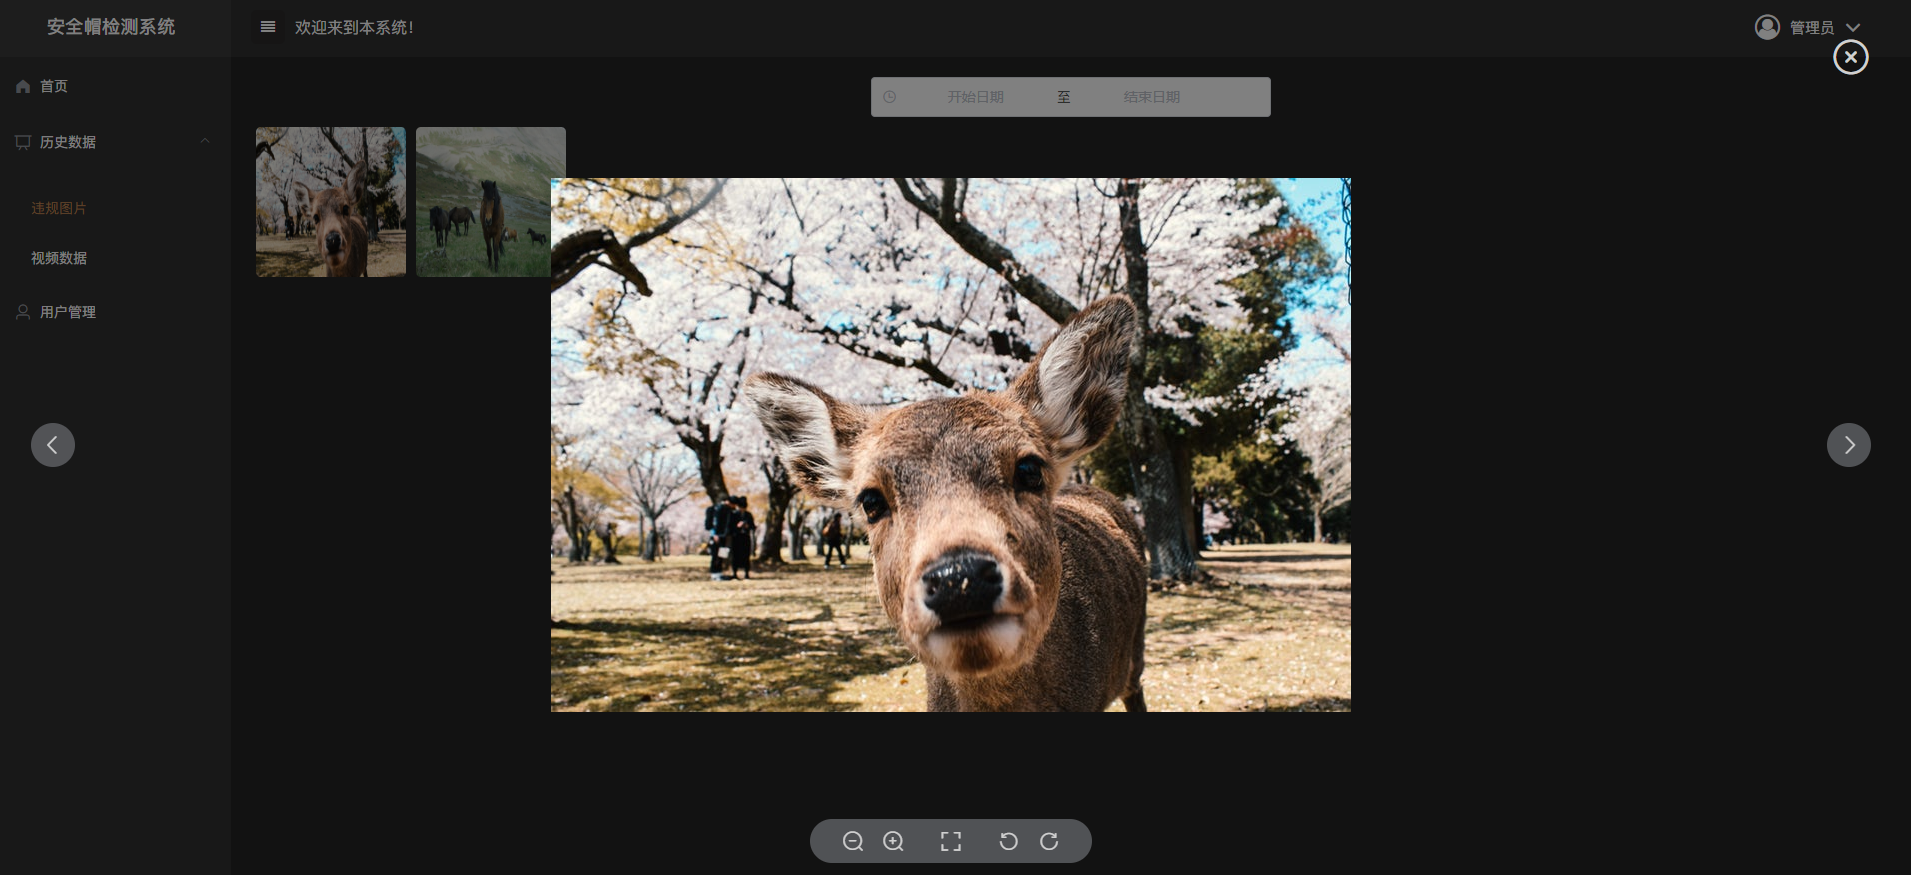 安全帽检测系统
欢迎来到本系统！
管理员
首页
开始日期 至 结束日期
历史数据
违规图片
视频数据
用户管理